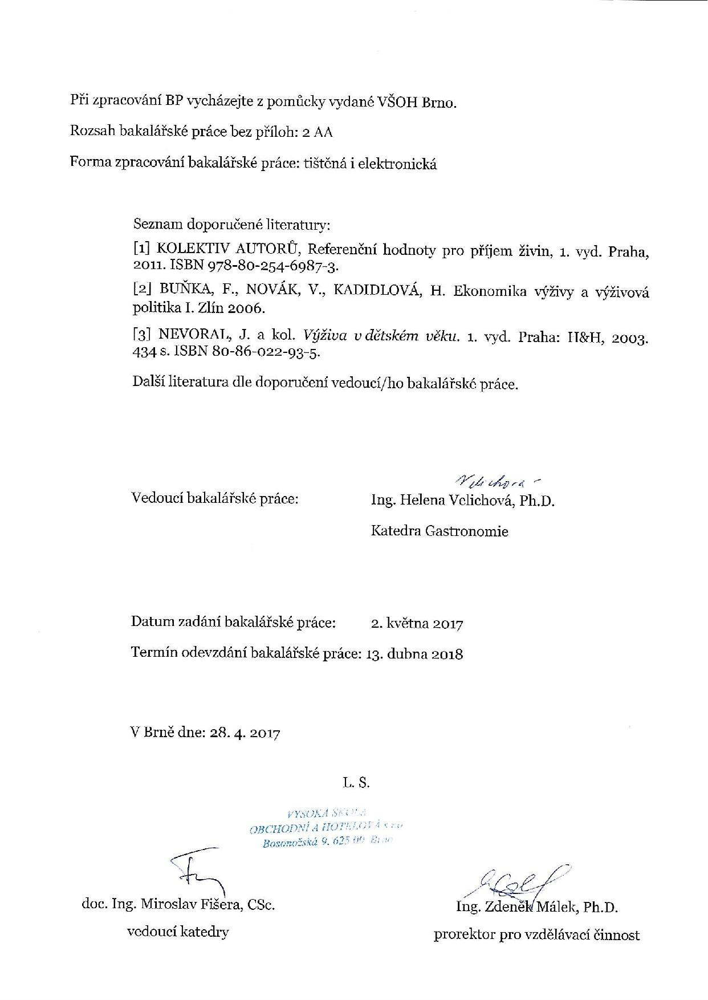 Při zpracování BP vycházejte z pomůcky vydané VŠOH Brno.
Rozsah bakalářské práce bez příloh: 2 AA
Forma zpracování bakalářské práce: tištěná i elektronická
Seznam doporučené literatury:
[1] KOLEKTIV AUTORŮ, Referenční hodnoty pro příjem živin, 1. vyd. Praha,
2011. ISBN 978-80-254-6987-3.
[2] BUŇKA, F., NOVÁK, V., KADIDLOVÁ, H. Ekonomika výživy a výživová
politika I. Zlín 2006.
[3] NEVORAL, J. a kol. Výživa v dětském věku. 1. vyd. Praha: H&H, 2003.
434 s. ISBN 80-86-022-93-5.
Další literatura dle doporučení vedoucí/ho bakalářské práce.
Velichová
Vedoucí bakalářské práce: Ing. Helena Velichová, Ph.D.
Katedra Gastronomie
Datum zadání bakalářské práce: 2. května 2017
Termín odevzdání bakalářské práce: 13. dubna 2018
V Brně dne: 28. 4. 2017
L. S.
VYSOKÁ ŠKOLA
OBCHODNÍ A HOTELOVÁ s.r.o.
Bosonožská 9, 625 00 Brno
doc. Ing. Miroslav Fišera, CSc. Ing. Zdeněk Málek, Ph.D.
vedoucí katedry prorektor pro vzdělávací činnost